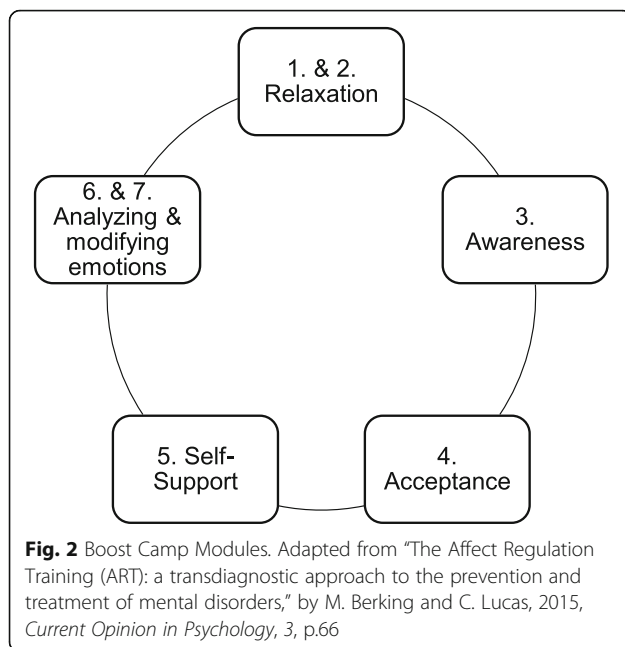 1. & 2.
Relaxation
3.
Awareness
4.
Acceptance
5. Self-
Support
6. & 7.
Analyzing &
modifying
emotions
Fig. 2 Boost Camp Modules. Adapted from “The Affect Regulation
Training (ART): a transdiagnostic approach to the prevention and
treatment of mental disorders,” by M. Berking and C. Lucas, 2015,
Current Opinion in Psychology, 3, p.66